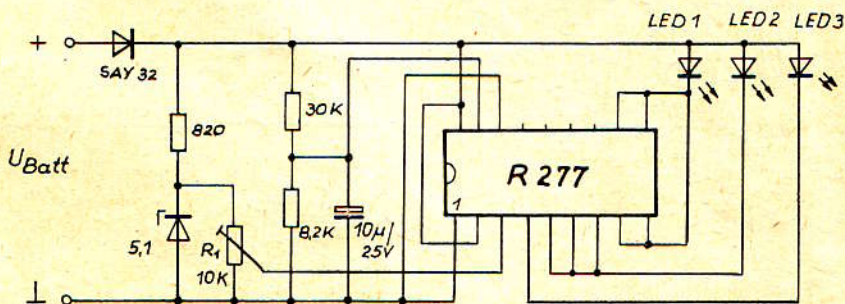 LED 1 LED 2 LED 3
+
SAY 32
820
30K
U Batt
R 277
1
5,1
R1
10K
8,2K
10µ/
25V
⊥